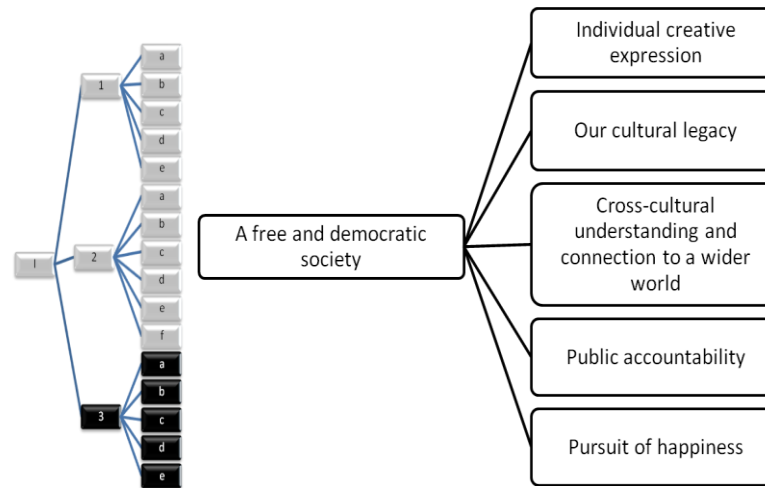 a
1
b
c
d
e
a
b
I
2
c
d
e
f
a
b
3
c
d
e
A free and democratic
society
Individual creative
expression
Our cultural legacy
Cross-cultural
understanding and
connection to a wider
world
Public accountability
Pursuit of happiness